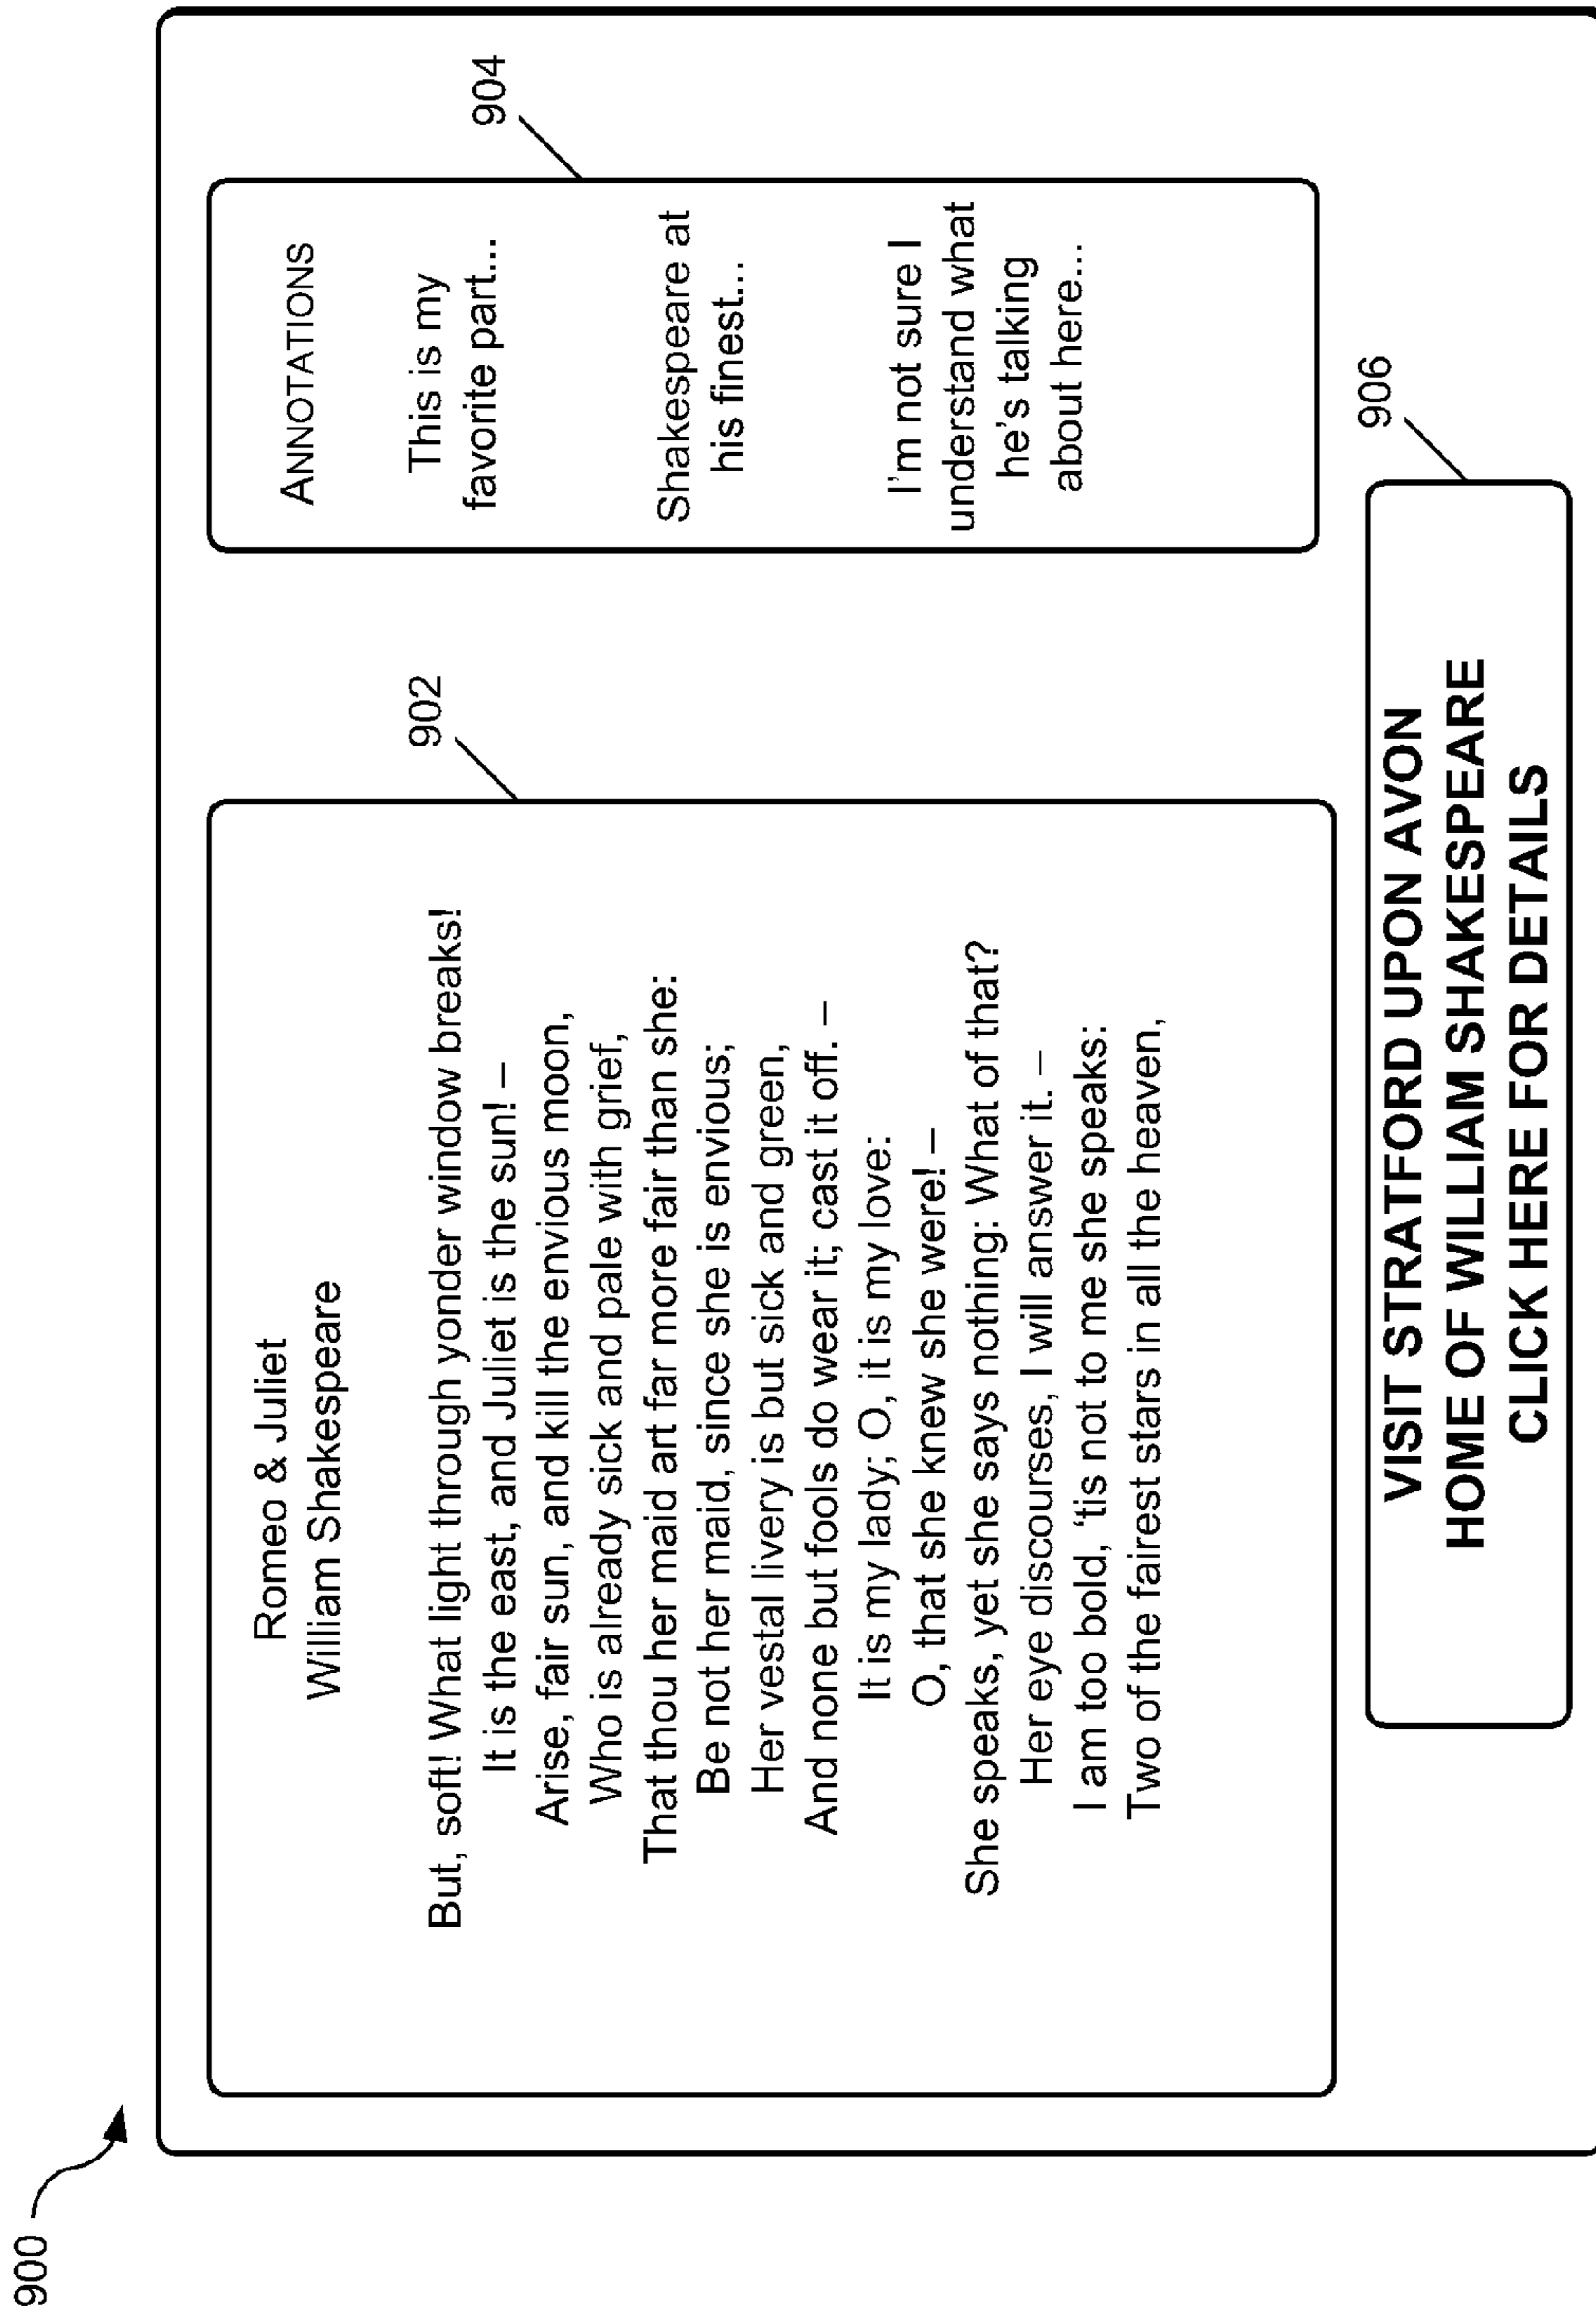 900
Romeo & Juliet
William Shakespeare
But, soft! What light through yonder window breaks!
It is the east, and Juliet is the sun! –
Arise, fair sun, and kill the envious moon,
Who is already sick and pale with grief,
That thou her maid art far more fair than she:
Be not her maid, since she is envious;
Her vestal livery is but sick and green,
And none but fools do wear it; cast it off. –
It is my lady; O, it is my love:
O, that she knew she were! –
She speaks, yet she says nothing: What of that?
Her eye discourses, I will answer it. –
I am too bold, ‘tis not to me she speaks:
Two of the fairest stars in all the heaven,
902
ANNOTATIONS
This is my
favorite part...
Shakespeare at
his finest...
I'm not sure I
understand what
he's talking
about here...
904
VISIT STRATFORD UPON AVON
HOME OF WILLIAM SHAKESPEARE
CLICK HERE FOR DETAILS
906